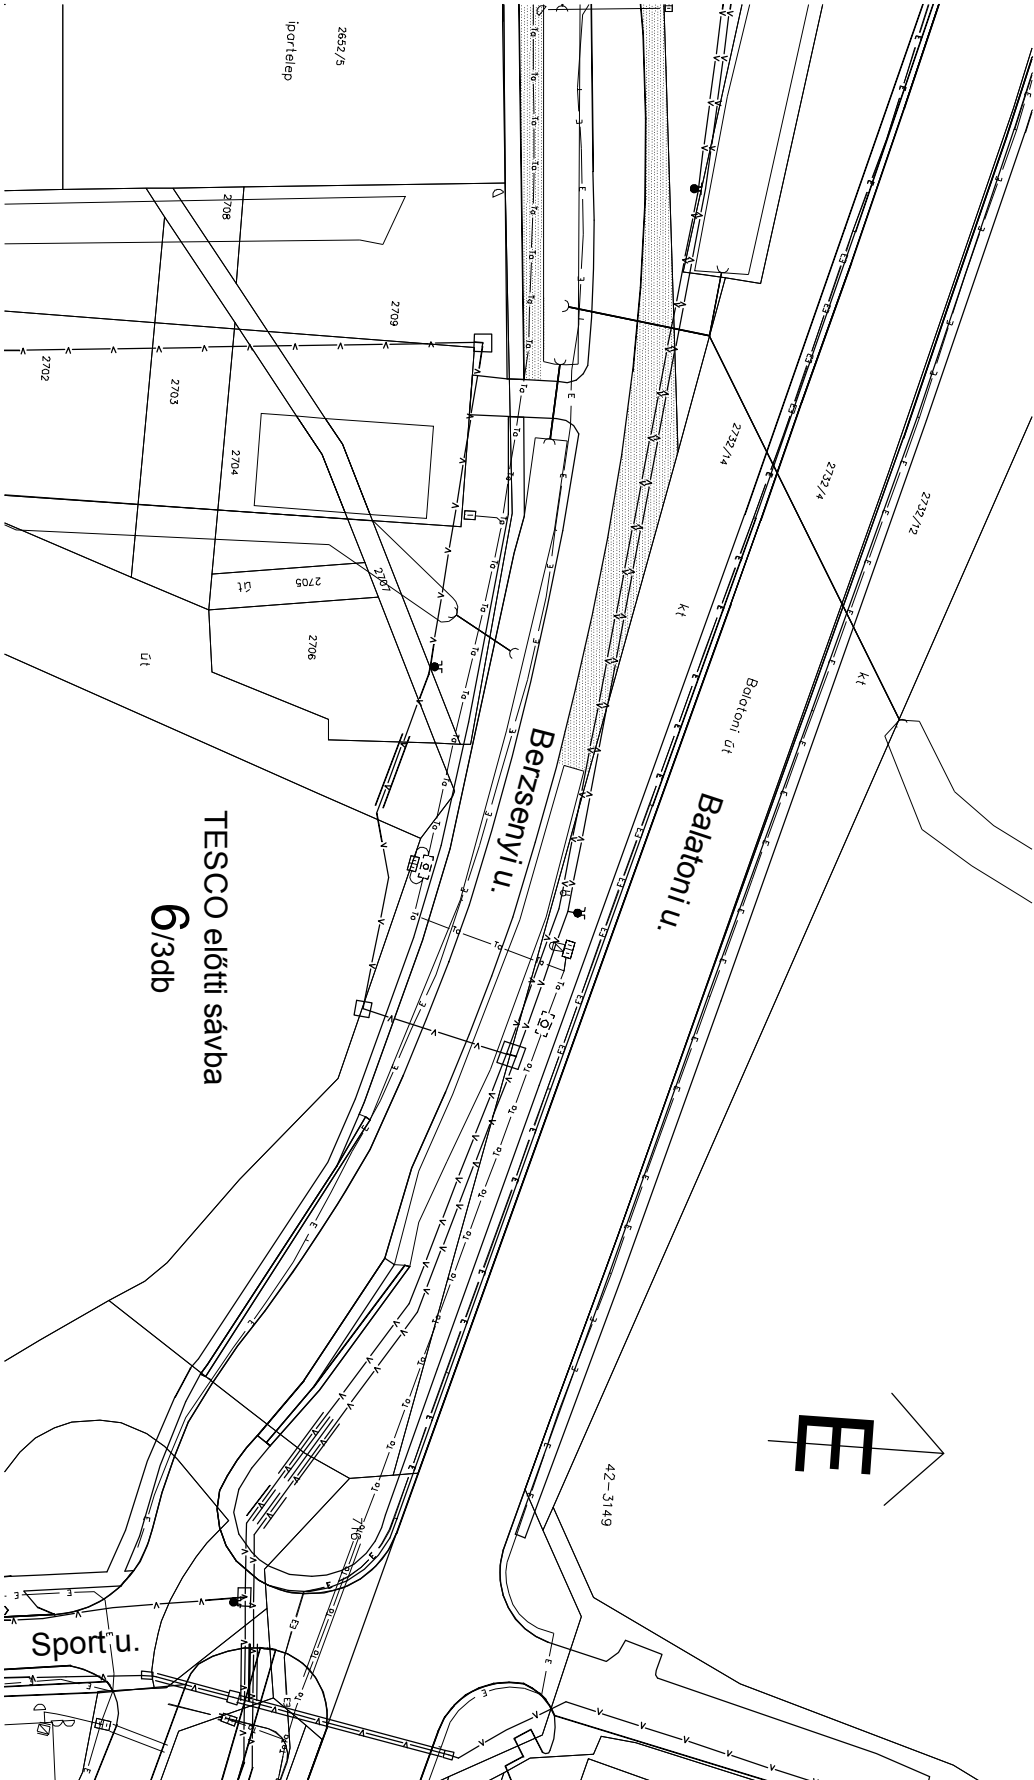 2652/5
ipartelep
2708
2709
2702
2703
2704
2732/14
2732/4
2732/12
2705
út
2707
2706
út
kt
kt
Balatoni út
Berzsenyi u.
Balatoni u.
TESCO előtti sávba
6/3db
É
42-3149
Sport u.